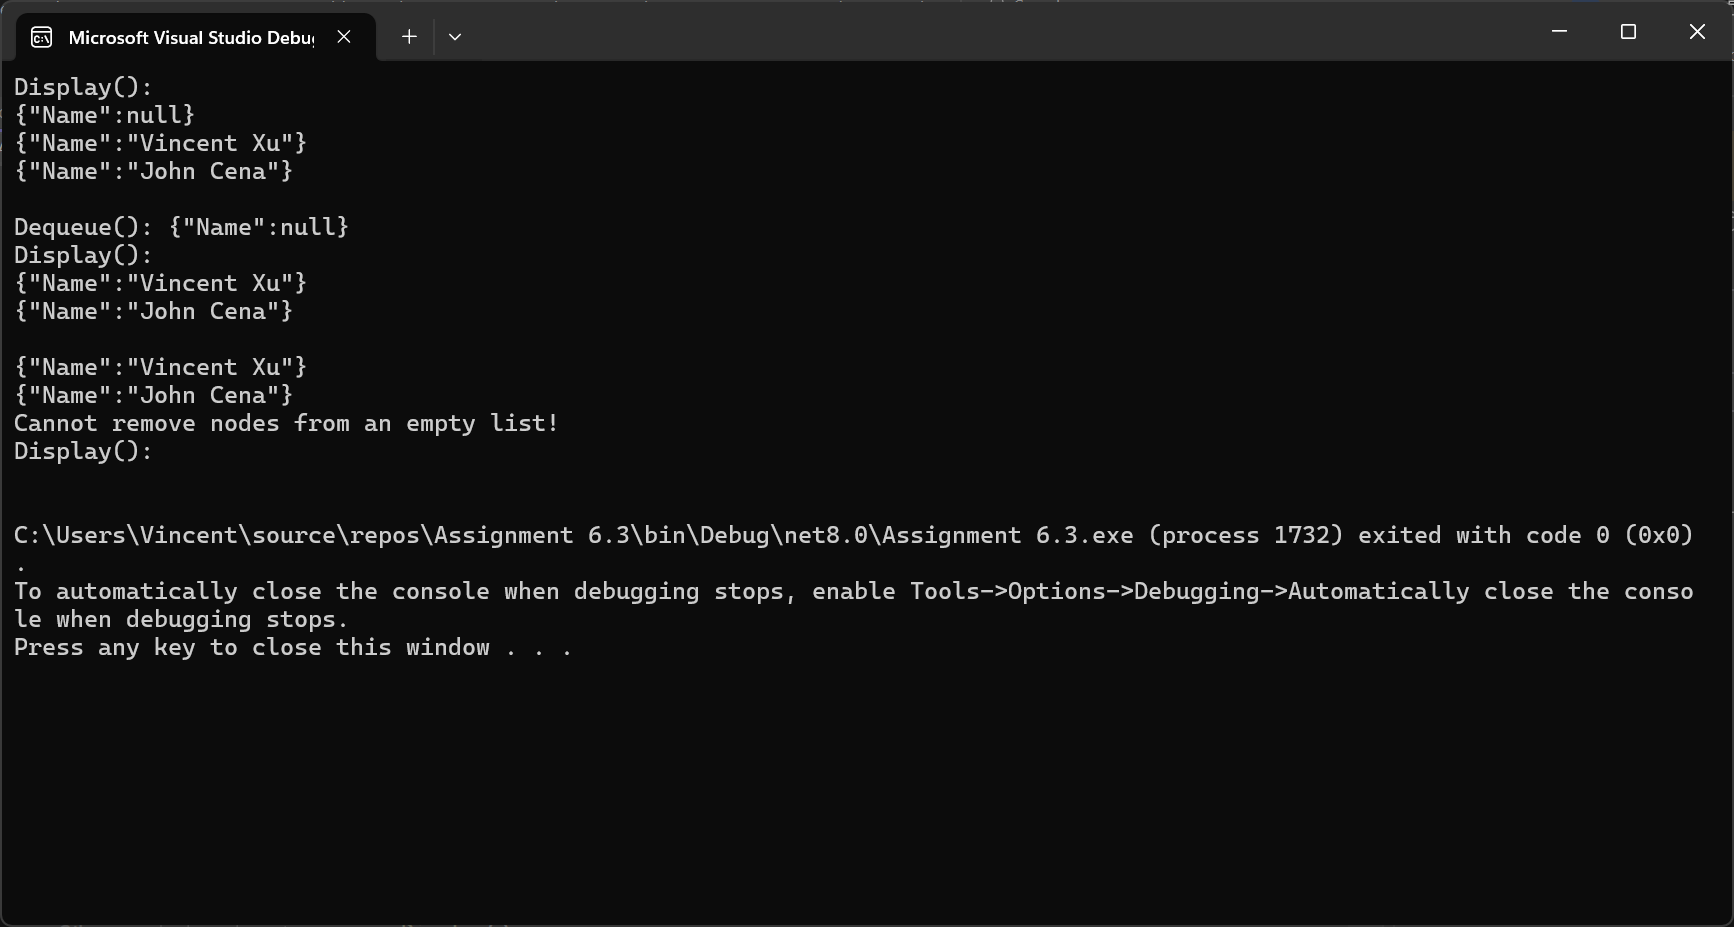 Microsoft Visual Studio Debu
Display():
{"Name":null}
{"Name":"Vincent Xu"}
{"Name":"John Cena"}
Dequeue(): {"Name":null}
Display():
{"Name":"Vincent Xu"}
{"Name":"John Cena"}
{"Name":"Vincent Xu"}
{"Name":"John Cena"}
Cannot remove nodes from an empty list!
Display():
C:\Users\Vincent\source\repos\Assignment 6.3\bin\Debug\net8.0\Assignment 6.3.exe (process 1732) exited with code 0 (0x0)
.
To automatically close the console when debugging stops, enable Tools->Options->Debugging->Automatically close the conso
le when debugging stops.
Press any key to close this window . . .